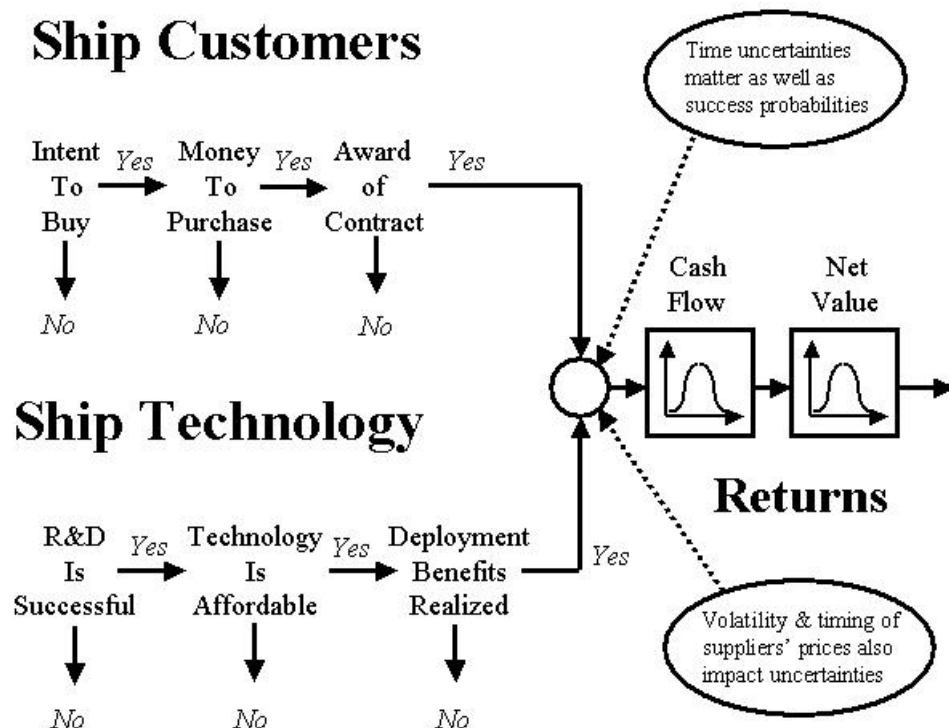 Ship Customers
Time uncertainties
matter as well as
success probabilities
Intent
To
Buy
Yes
Money
To
Purchase
Yes
Award
of
Contract
Yes
No
No
No
Cash
Flow
Net
Value
Ship Technology
Returns
R&D
Is
Successful
Yes
Technology
Is
Affordable
Yes
Deployment
Benefits
Realized
Yes
No
No
No
Volatility & timing of
suppliers’ prices also
impact uncertainties